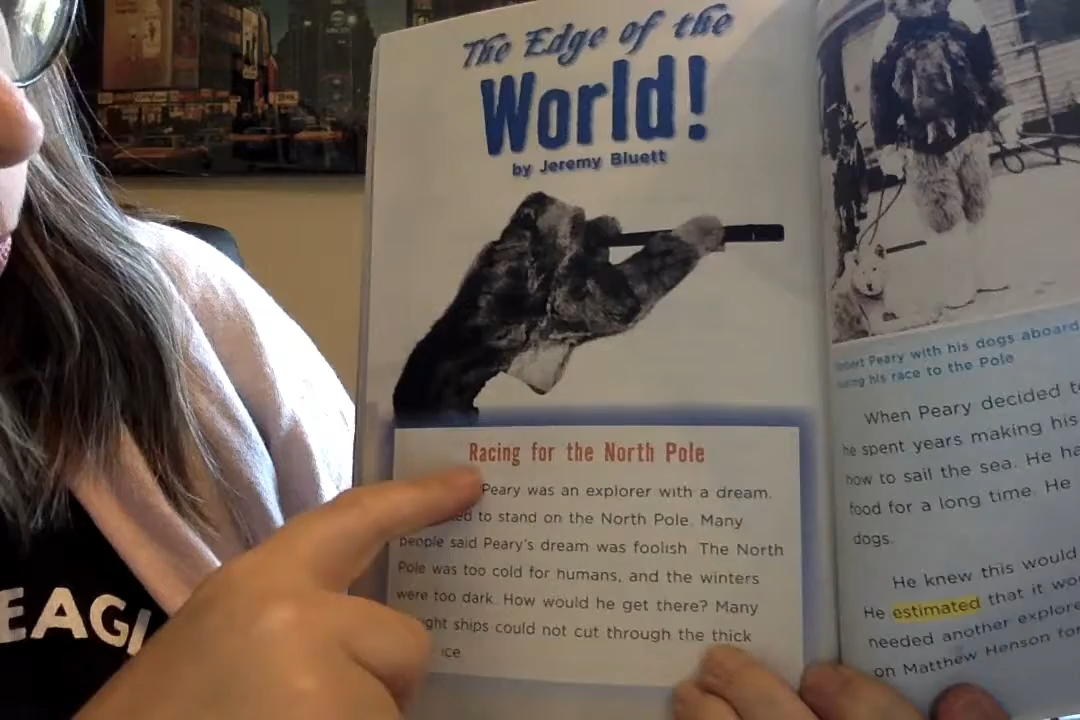 The Edge of the
World!
by Jeremy Bluett
Racing for the North Pole
Peary was an explorer with a dream.
to stand on the North Pole. Many
people said Peary's dream was foolish. The North
Pole was too cold for humans, and the winters
were too dark. How would he get there? Many
ships could not cut through the thick
ice
Peary with his dogs aboard
his race to the Pole
When Peary decided
he spent years making his
how to sail the sea. He
food for a long time. He
dogs.
He knew this would
He estimated that it
needed another
on Matthew Henson for
EAGL